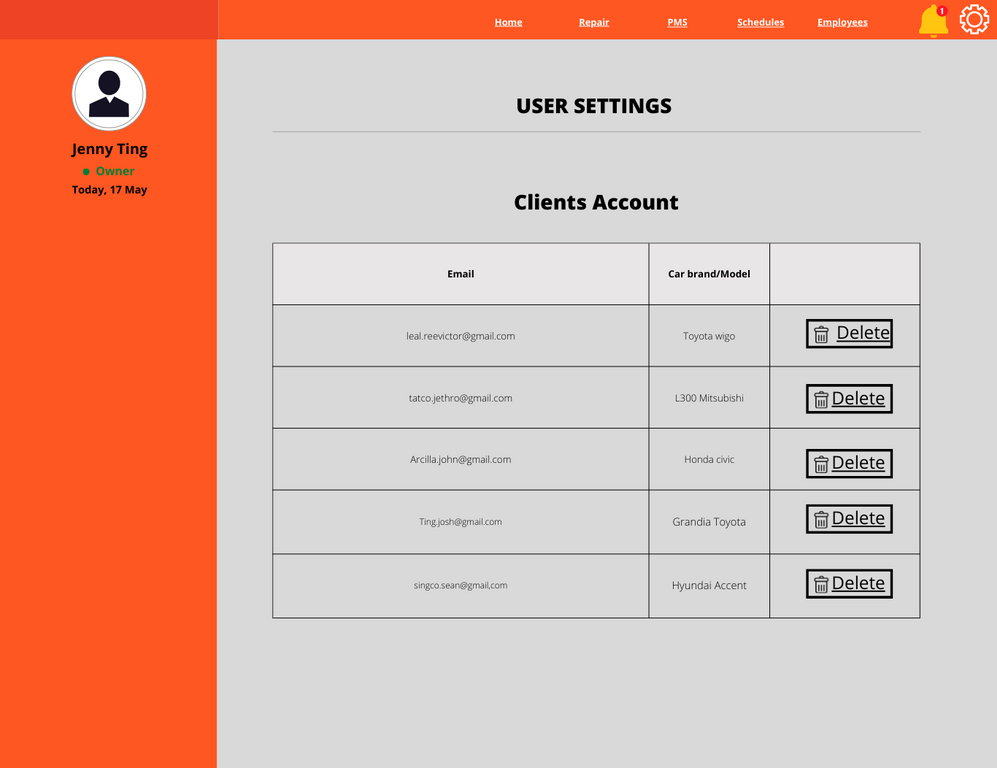 Home Repair PMS Schedules Employees 1
Jenny Ting
Owner
Today, 17 May
USER SETTINGS
Clients Account
Email Car brand/Model
leal.reevictor@gmail.com Toyota wigo Delete
tatco.jethro@gmail.com L300 Mitsubishi Delete
Arcilla.john@gmail.com Honda civic Delete
Ting.josh@gmail.com Grandia Toyota Delete
singco.sean@gmail,com Hyundai Accent Delete